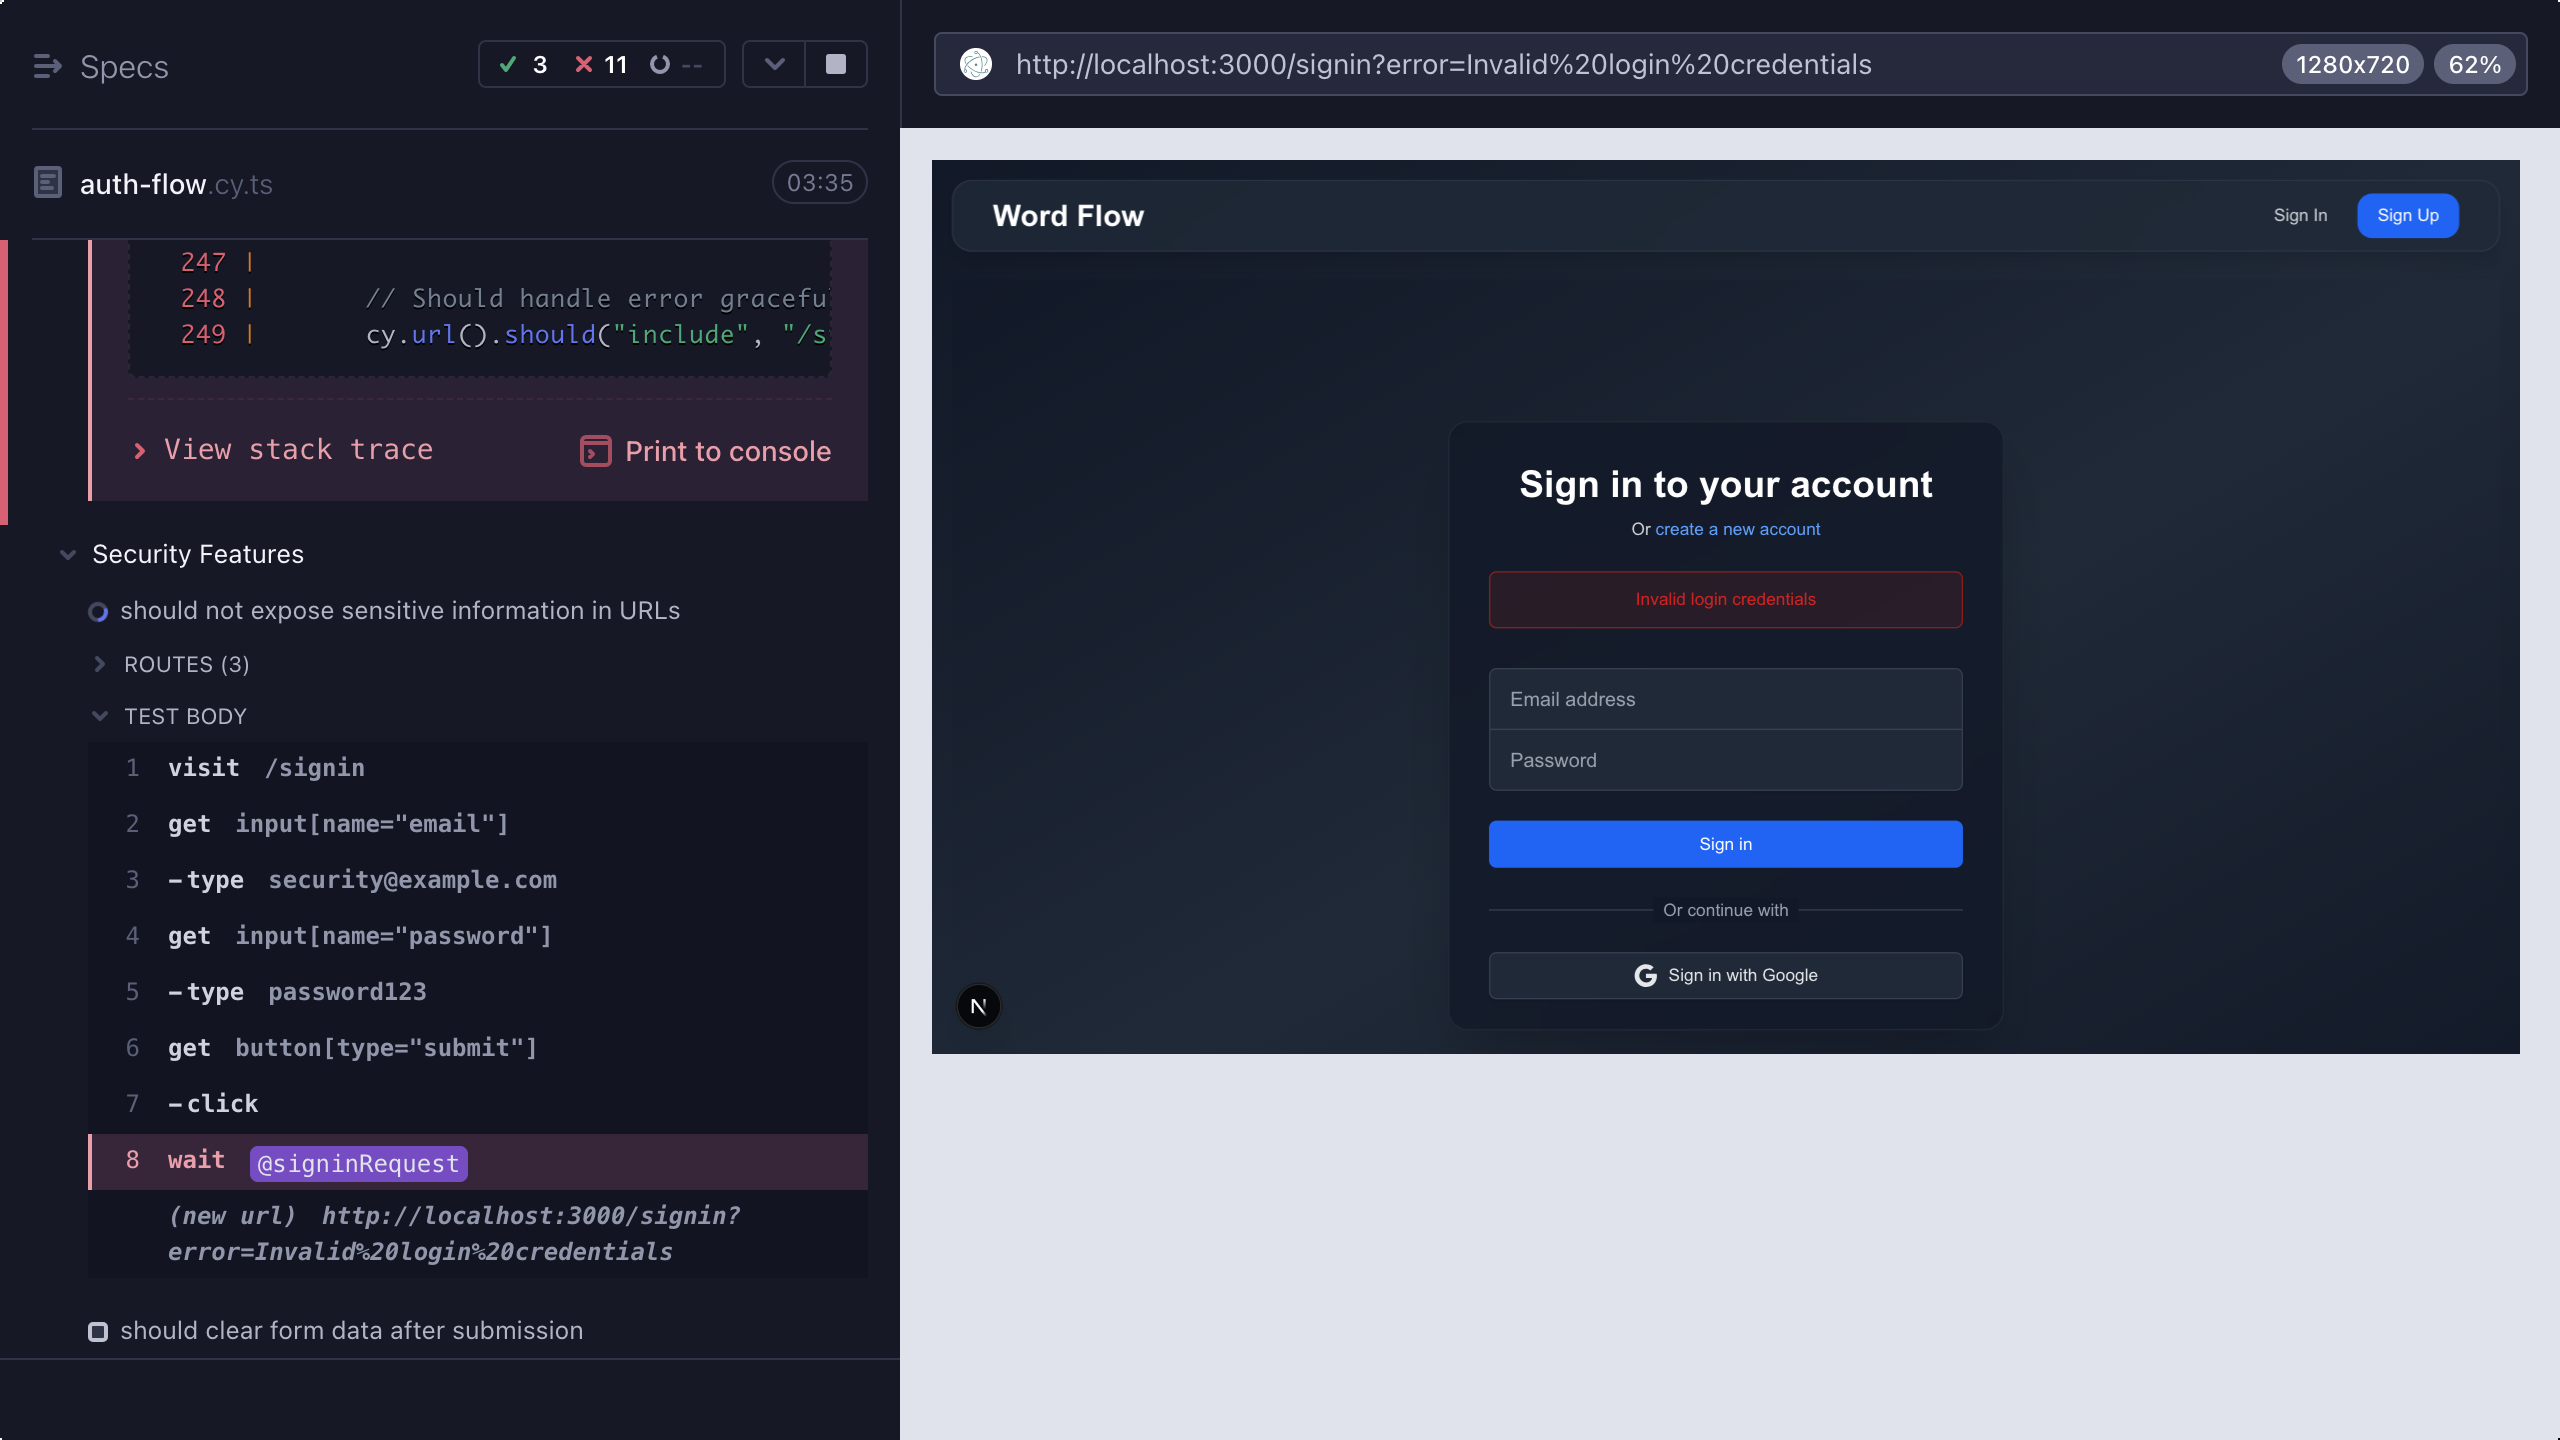 Specs
3 11 --
auth-flow.cy.ts
03:35
247 |
248 | // Should handle error gracefu
249 | cy.url().should("include", "/s
View stack trace
Print to console
Security Features
should not expose sensitive information in URLs
ROUTES (3)
TEST BODY
1 visit /signin
2 get input[name="email"]
3 -type security@example.com
4 get input[name="password"]
5 -type password123
6 get button[type="submit"]
7 -click
8 wait @signinRequest
(new url) http://localhost:3000/signin?
error=Invalid%20login%20credentials
should clear form data after submission
http://localhost:3000/signin?error=Invalid%20login%20credentials
1280x720
62%
Word Flow
Sign In
Sign Up
Sign in to your account
Or create a new account
Invalid login credentials
Email address
Password
Sign in
Or continue with
G Sign in with Google
N